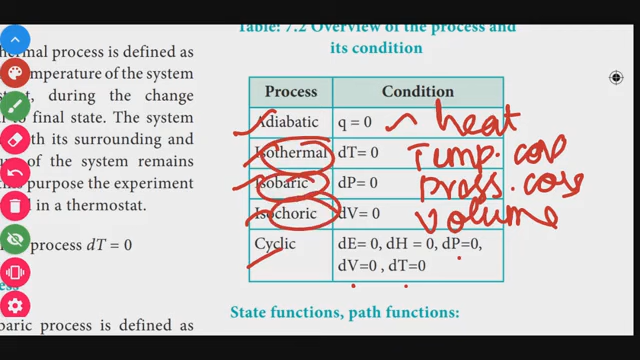 Table: 7.2 Overview of the process and
its condition
hermal process is defined as
emperature of the system
, during the change
to final state. The system
its surrounding and
of the system remains
purpose the experiment
in a thermostat.
process dT = 0
baric process is defined as
Process Condition
Adiabatic q = 0 heat
Isothermal dT= 0 Temp. cos
Isobaric dP= 0 Press. cos
Isochoric dV= 0 Volume
Cyclic dE= 0, dH = 0, dP=0,
dV=0 , dT=0
State functions, path functions: